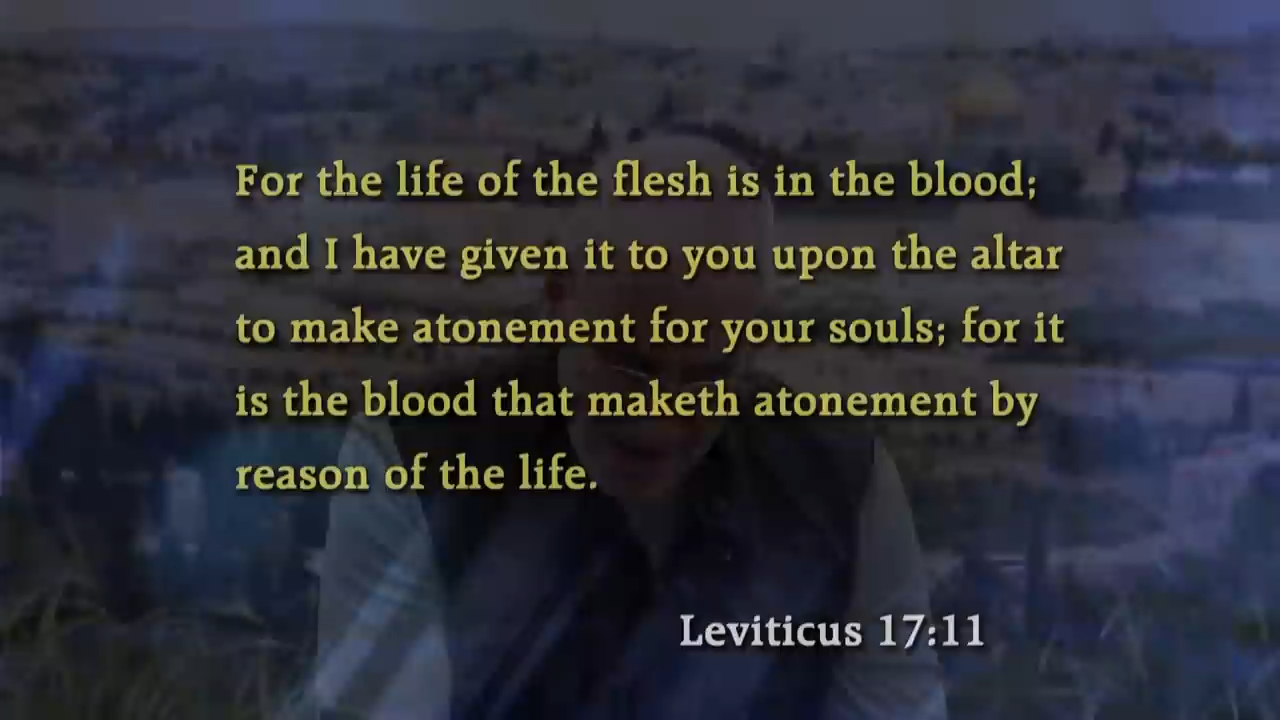 For the life of the flesh is in the blood;
and I have given it to you upon the altar
to make atonement for your souls; for it
is the blood that maketh atonement by
reason of the life.
Leviticus 17:11